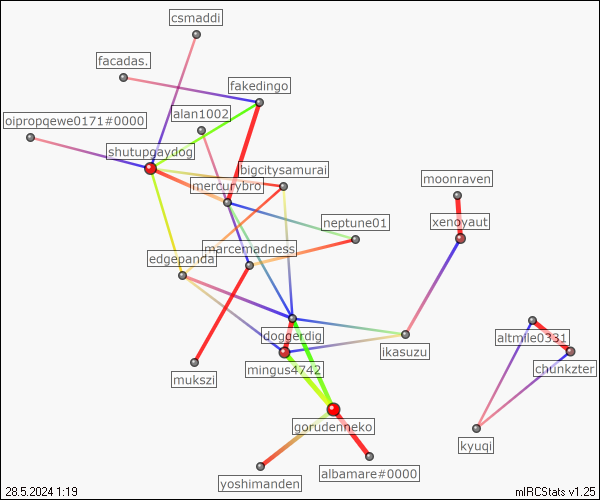 csmaddi
facadas.
fakedingo
alan1002
oipropqewe0171#0000
shutupgaydog
bigcitysamurai
moonraven
mercurybro
neptune01
xenoyaut
marcemadness
edgepanda
doggerdig
altmile0331
ikasuzu
mingus4742
chunkzter
mukszi
gorudenneko
kyuqi
albamare#0000
yoshimanden
28.5.2024 1:19
mIRCStats v1.25